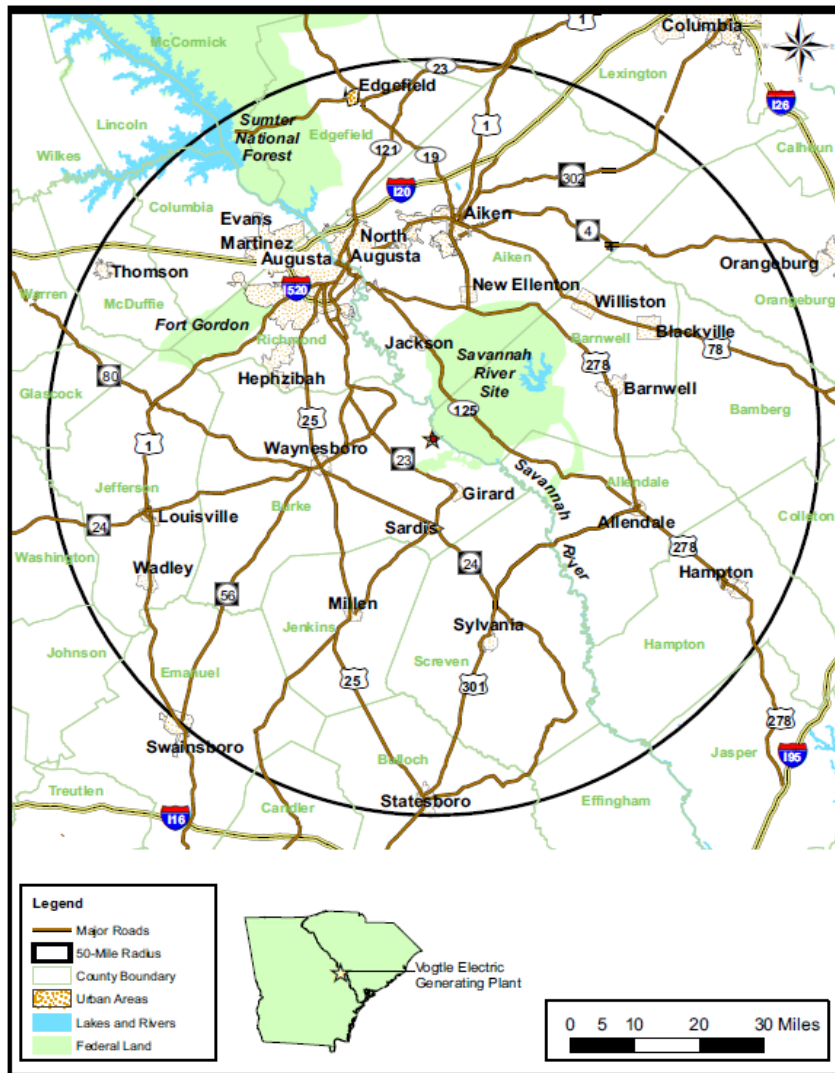 1
Columbia
McCormick
23
Lexington
Edgefield
I26
Lincoln
Sumter
National
Forest
Edgefield
1
Calhoun
121
19
Wilkes
302
I20
Columbia
Evans
Martinez
Augusta
North
Augusta
Aiken
4
Aiken
Orangeburg
Thomson
Warren
McDuffie
I520
New Ellenton
Williston
Orangeburg
Fort Gordon
Richmond
Jackson
Savannah
River
Site
Barnwell
Blackville
278
78
Hephzibah
80
Glascock
Barnwell
Bamberg
125
25
1
Waynesboro
23
Savannah
River
Jefferson
Girard
Allendale
Burke
Louisville
24
Sardis
Allendale
Colleton
Washington
278
Wadley
24
Hampton
56
Millen
Sylvania
Jenkins
Hampton
Johnson
Emanuel
Screven
25
301
278
Swainsboro
Jasper
I95
Bulloch
Treutlen
Statesboro
Candler
Effingham
I16
Legend
Major Roads
50-Mile Radius
County Boundary
Urban Areas
Lakes and Rivers
Federal Land
Vogtle Electric
Generating Plant
0 5 10 20 30 Miles